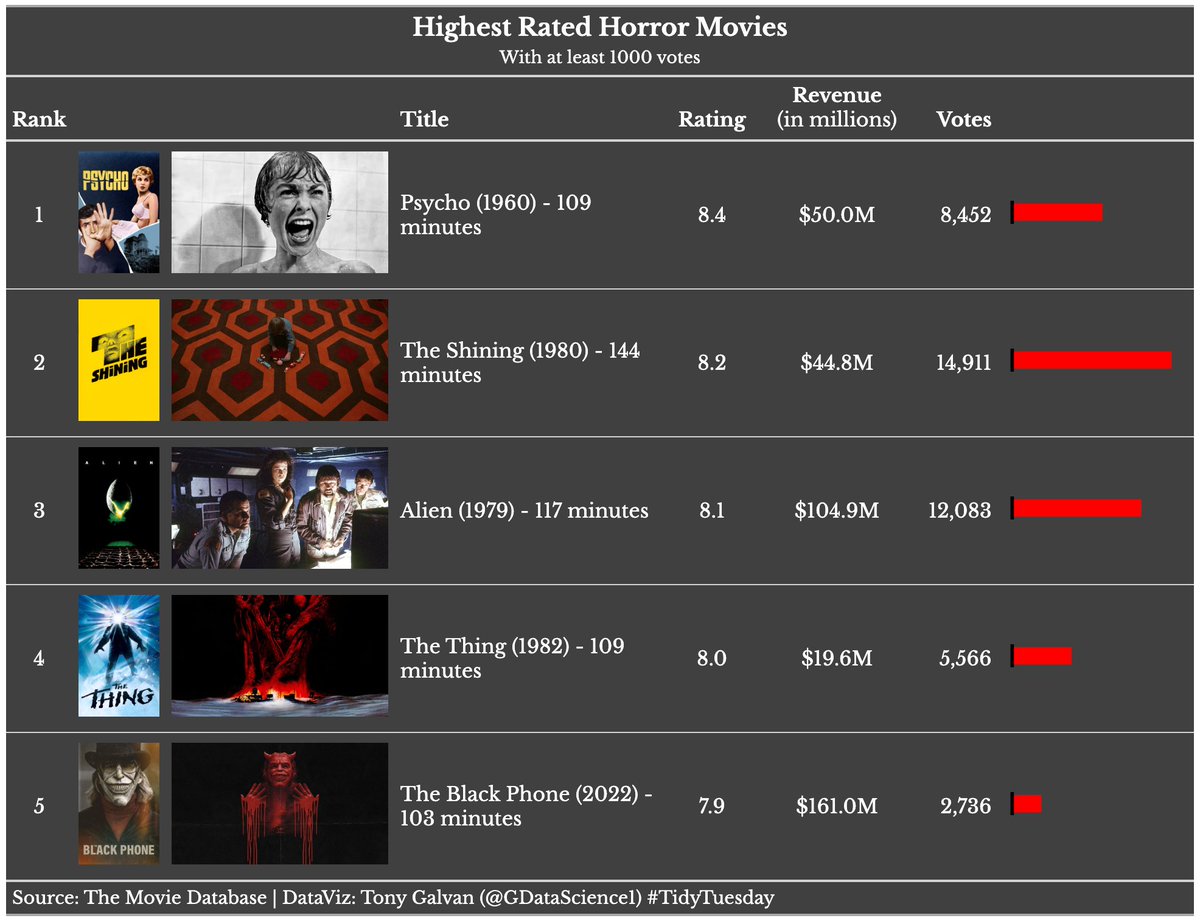 Highest Rated Horror Movies
With at least 1000 votes
Rank Title Rating Revenue (in millions) Votes
1
PSYCHO
Psycho (1960) - 109
minutes
8.4 $50.0M 8,452
2
THE
SHiNiNG
The Shining (1980) - 144
minutes
8.2 $44.8M 14,911
3
ALIEN
Alien (1979) - 117 minutes
8.1 $104.9M 12,083
4
THE
THING
The Thing (1982) - 109
minutes
8.0 $19.6M 5,566
5
BLACK PHONE
The Black Phone (2022) -
103 minutes
7.9 $161.0M 2,736
Source: The Movie Database | DataViz: Tony Galvan (@GDataScience1) #TidyTuesday